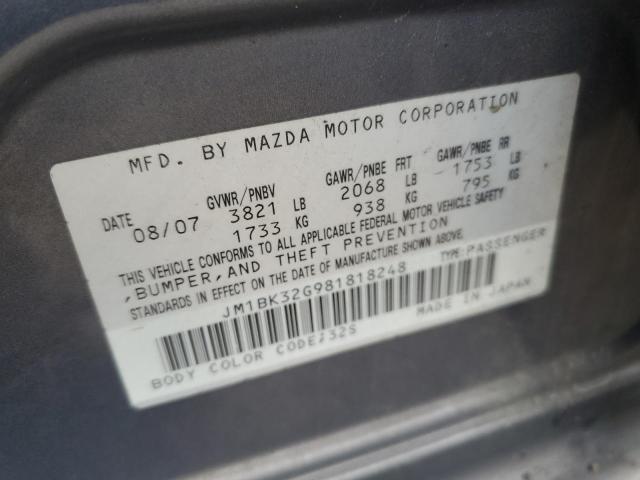 MFD. BY MAZDA MOTOR CORPORATION
DATE GVWR/PNBV GAWR/PNBE FRT GAWR/PNBE RR
08/07 3821 LB 2068 LB 1753 LB
1733 KG 938 KG 795 KG
THIS VEHICLE CONFORMS TO ALL APPLICABLE FEDERAL MOTOR VEHICLE SAFETY
,BUMPER,AND THEFT PREVENTION
STANDARDS IN EFFECT ON THE DATE OF MANUFACTURE SHOWN ABOVE.
JM1BK32G981818248 TYPE:PASSENGER
BODY COLOR CODE;32S MADE IN JAPAN